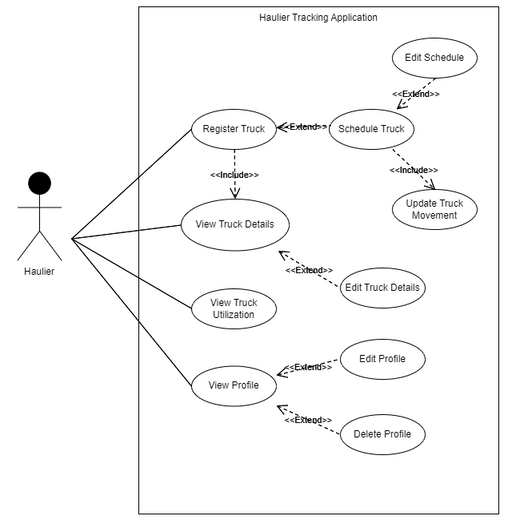 Haulier Tracking Application
Edit Schedule
<<Extend>>
Register Truck
<<Extend>>
Schedule Truck
<<Include>>
<<Include>>
Update Truck
Movement
View Truck Details
Haulier
<<Extend>>
Edit Truck Details
View Truck
Utilization
Edit Profile
<<Extend>>
View Profile
<<Extend>>
Delete Profile